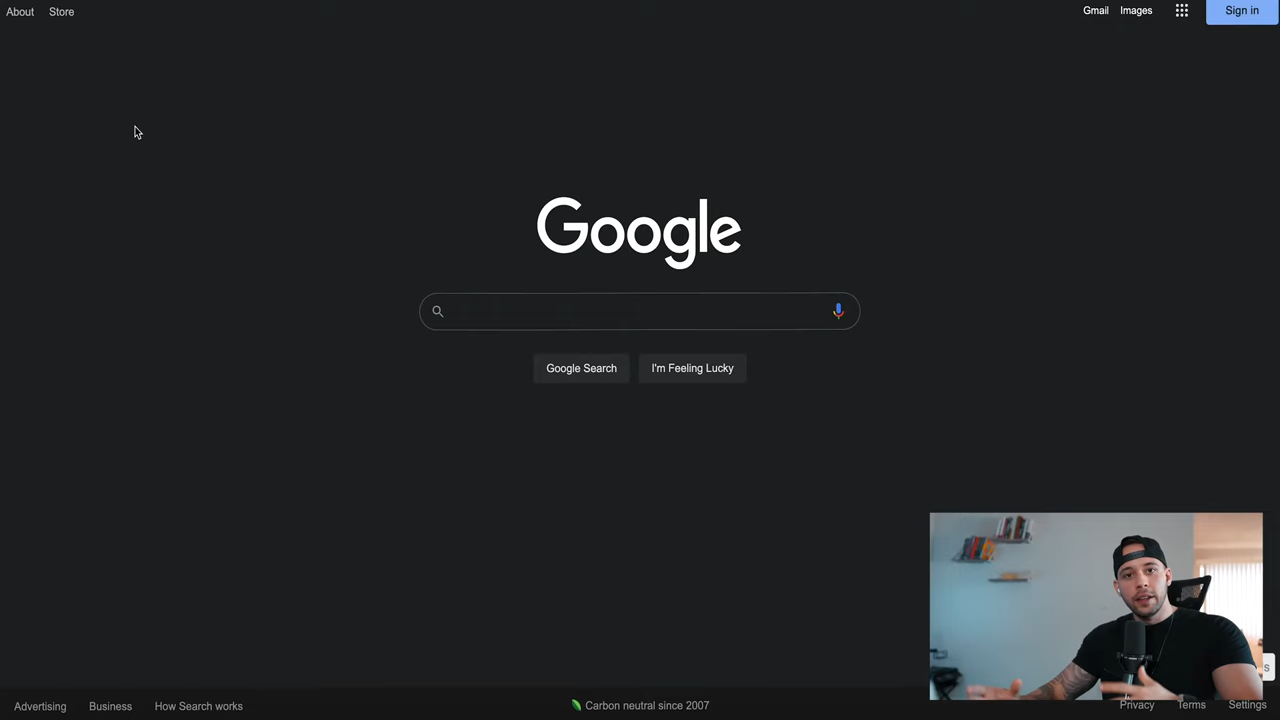 About Store
Gmail Images Sign in
Google
Google Search I'm Feeling Lucky
Advertising Business How Search works
Carbon neutral since 2007
Privacy Terms Settings